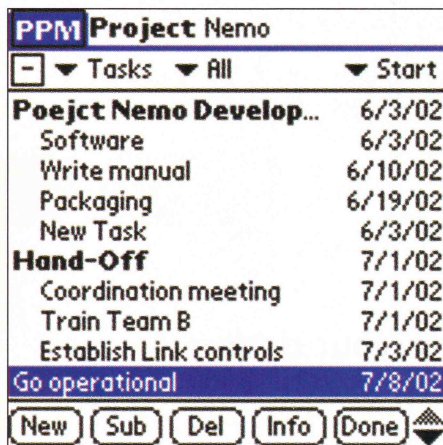 PPM Project Nemo
- Tasks All Start
Poejct Nemo Develop... 6/3/02
Software 6/3/02
Write manual 6/10/02
Packaging 6/19/02
New Task 6/3/02
Hand-Off 7/1/02
Coordination meeting 7/1/02
Train Team B 7/1/02
Establish Link controls 7/3/02
Go operational 7/8/02
New Sub Del Info Done